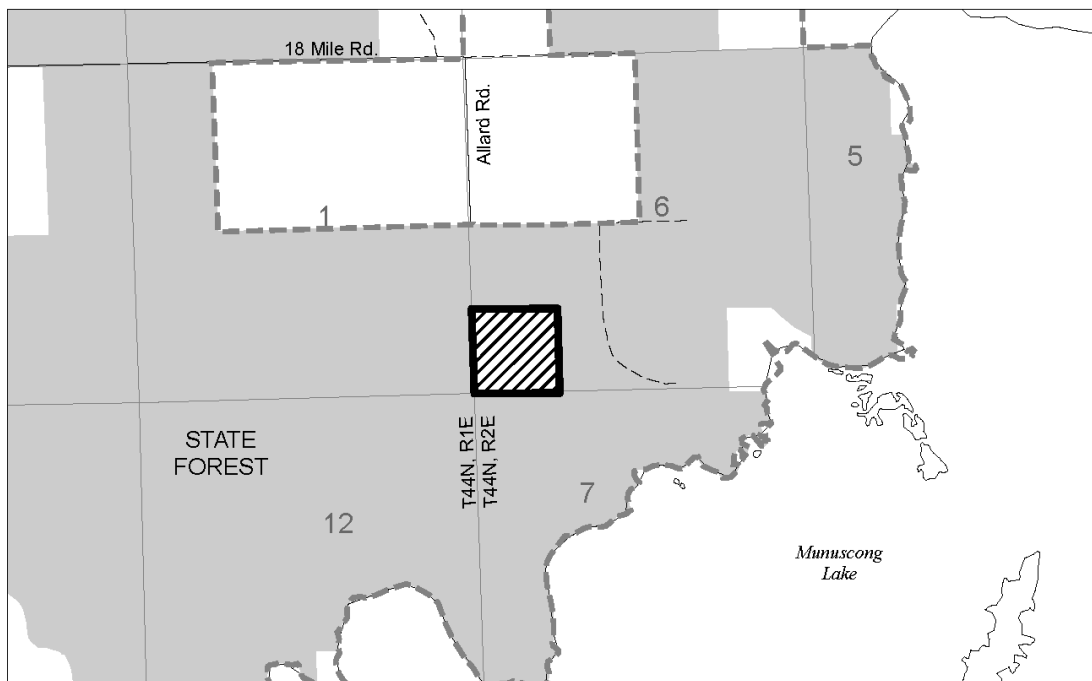 18 Mile Rd.
Allard Rd.
5
6
1
STATE
FOREST
T44N, R1E
T44N, R2E
7
12
Munuscong
Lake